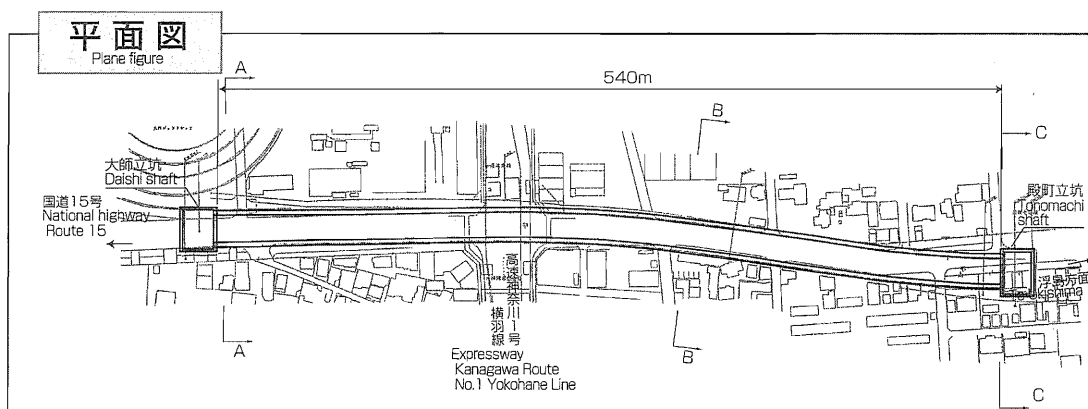 平面図
Plane figure
A
540m
B
C
大師立坑
Daishi shaft
国道15号
National highway
Route 15
殿町立坑
Tonomachi
shaft
浮島方面
A
高速神奈川1号
横羽線
Expressway
Kanagawa Route
No.1 Yokohane Line
B
C